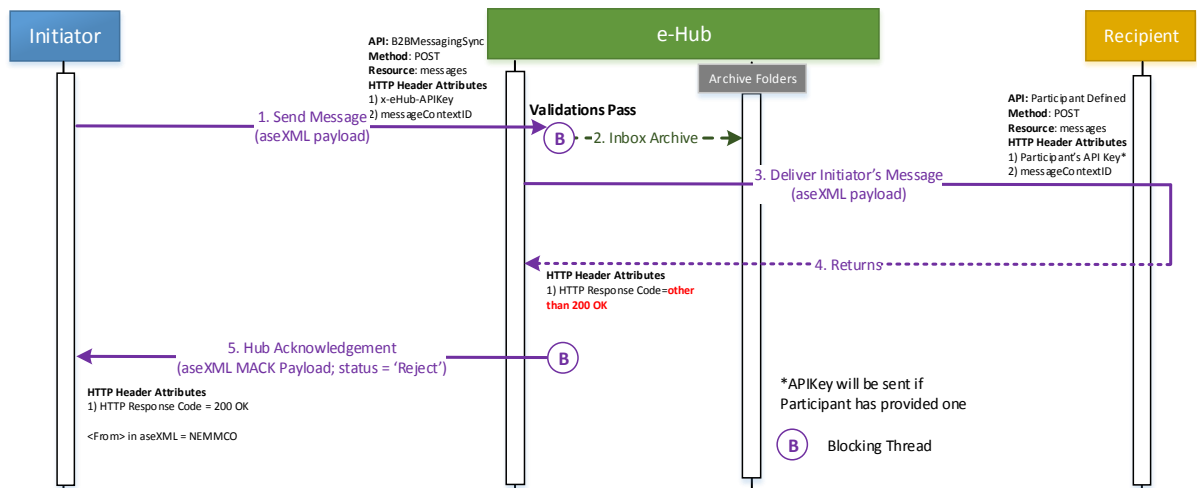 Initiator
e-Hub
Recipient
API: B2BMessagingSync
Method: POST
Resource: messages
HTTP Header Attributes
1) x-eHub-APIKey
2) messageContextID
Archive Folders
API: Participant Defined
Method: POST
Resource: messages
HTTP Header Attributes
1) Participant's API Key*
2) messageContextID
1. Send Message
(aseXML payload)
Validations Pass
B
2. Inbox Archive
3. Deliver Initiator's Message
(aseXML payload)
4. Returns
HTTP Header Attributes
1) HTTP Response Code=other
than 200 OK
5. Hub Acknowledgement
(aseXML MACK Payload; status = 'Reject')
B
HTTP Header Attributes
1) HTTP Response Code = 200 OK
<From> in aseXML = NEMMCO
*APIKey will be sent if
Participant has provided one
B Blocking Thread